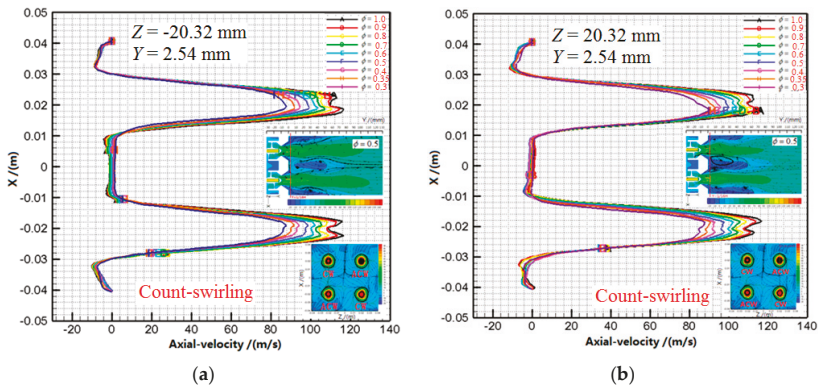 Z = -20.32 mm
Y = 2.54 mm
ϕ = 1.0
ϕ = 0.9
ϕ = 0.8
ϕ = 0.7
ϕ = 0.6
ϕ = 0.5
ϕ = 0.4
ϕ = 0.35
ϕ = 0.31
0.05
0.04
0.03
0.02
0.01
0
-0.01
-0.02
-0.03
-0.04
-0.05
X /(m)
ϕ = 0.5
Count-swirling
-20 0 20 40 60 80 100 120 140
Axial-velocity /(m/s)
(a)
Z = 20.32 mm
Y = 2.54 mm
ϕ = 1.0
ϕ = 0.9
ϕ = 0.8
ϕ = 0.7
ϕ = 0.6
ϕ = 0.5
ϕ = 0.4
ϕ = 0.35
ϕ = 0.31
0.05
0.04
0.03
0.02
0.01
0
-0.01
-0.02
-0.03
-0.04
-0.05
X /(m)
ϕ = 0.5
Count-swirling
-20 0 20 40 60 80 100 120 140
Axial-velocity /(m/s)
(b)